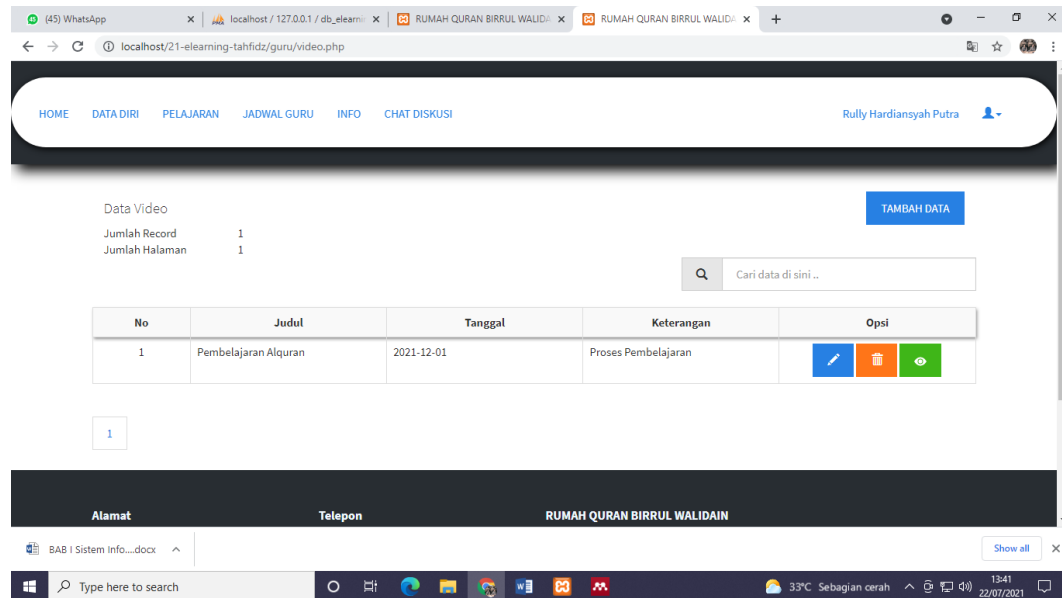 (45) WhatsApp
localhost / 127.0.0.1 / db_elearni
RUMAH QURAN BIRRUL WALIDA
RUMAH QURAN BIRRUL WALIDA
localhost/21-elearning-tahfidz/guru/video.php
HOME DATA DIRI PELAJARAN JADWAL GURU INFO CHAT DISKUSI Rully Hardiansyah Putra
Data Video TAMBAH DATA
Jumlah Record 1
Jumlah Halaman 1
Cari data di sini ..
No Judul Tanggal Keterangan Opsi
1 Pembelajaran Alquran 2021-12-01 Proses Pembelajaran
1
Alamat Telepon RUMAH QURAN BIRRUL WALIDAIN
BAB I Sistem Info....docx Show all
Type here to search 33°C Sebagian cerah 13:41
22/07/2021